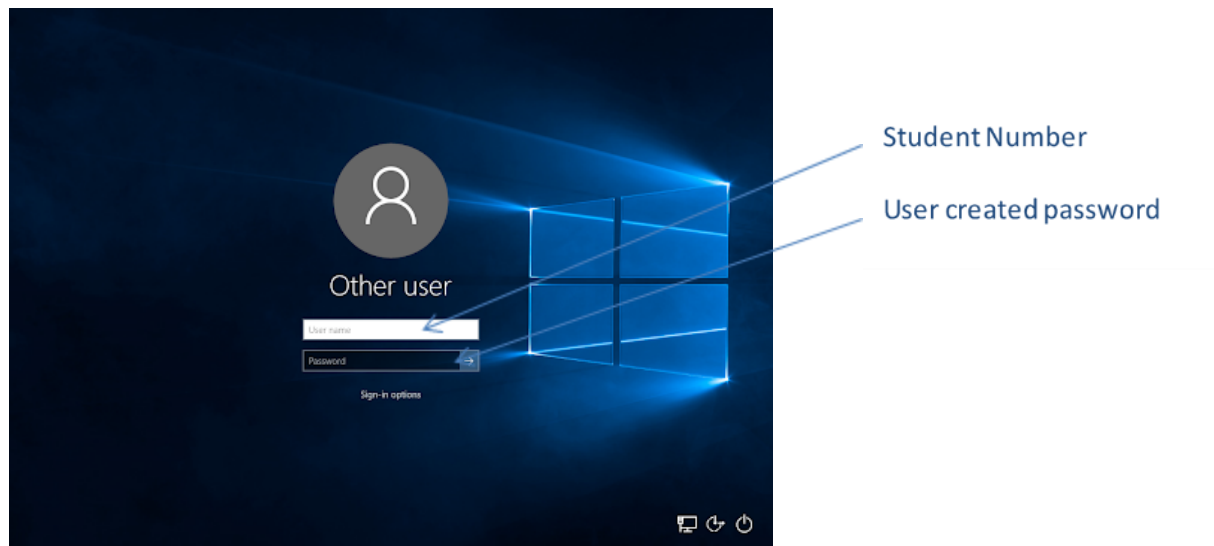 Student Number
User created password
Other user
User name
Password
Sign-in options